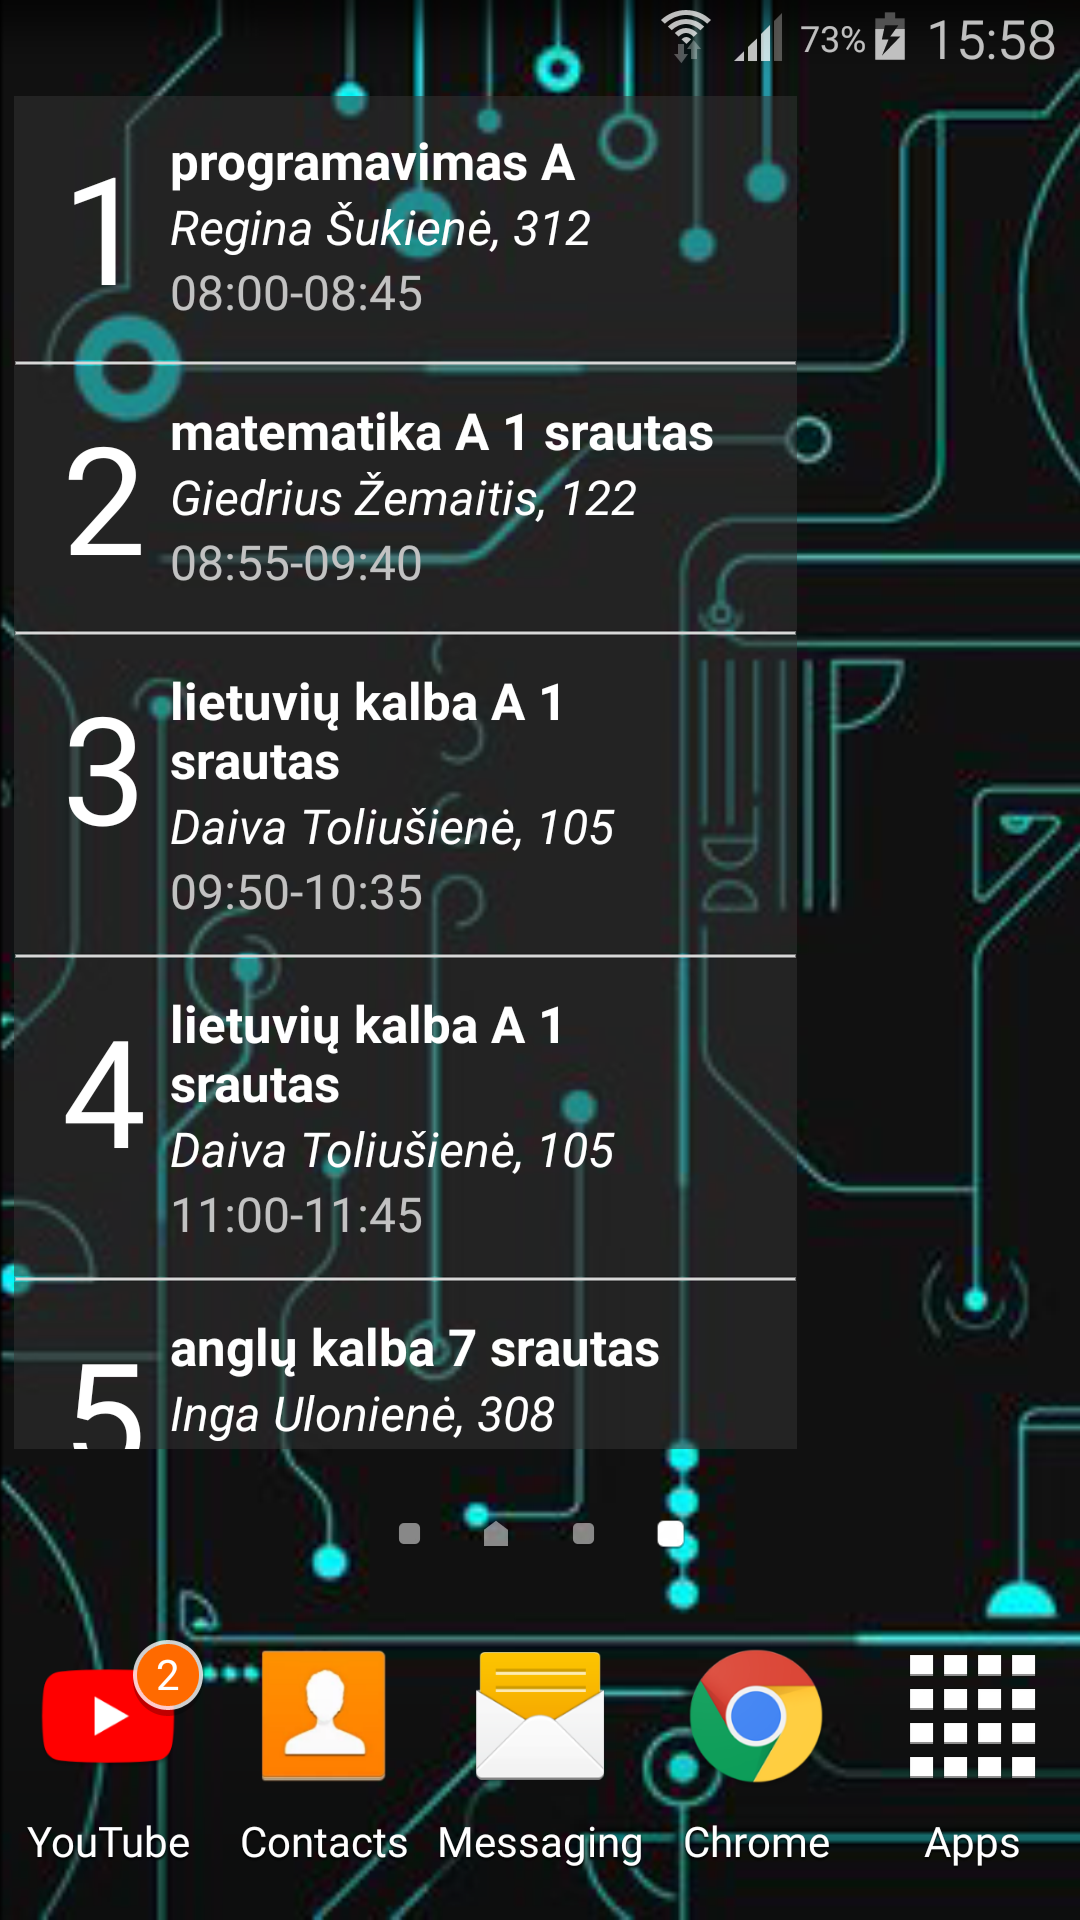 73% 15:58
1
programavimas A
Regina Šukienė, 312
08:00-08:45
2
matematika A 1 srautas
Giedrius Žemaitis, 122
08:55-09:40
3
lietuvių kalba A 1
srautas
Daiva Toliušienė, 105
09:50-10:35
4
lietuvių kalba A 1
srautas
Daiva Toliušienė, 105
11:00-11:45
5
anglų kalba 7 srautas
Inga Ulonienė, 308
2
YouTube Contacts Messaging Chrome Apps